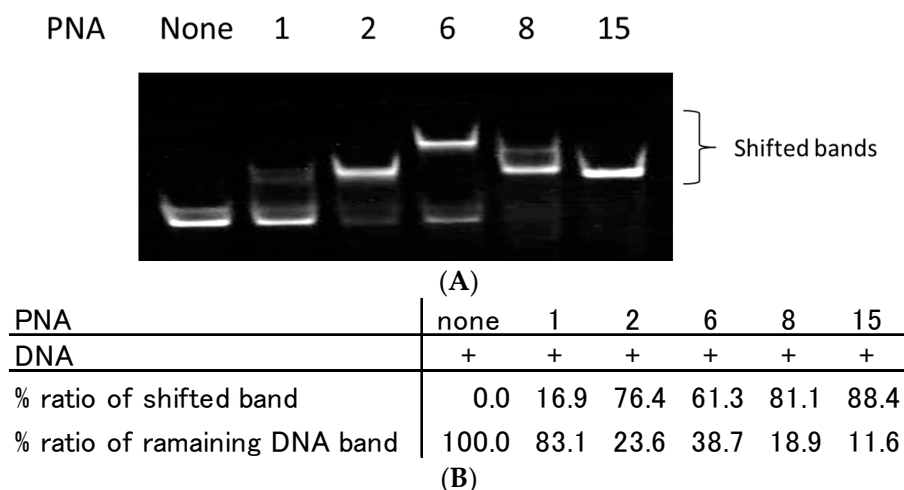 PNA None 1 2 6 8 15
Shifted bands
(A)
PNA none 1 2 6 8 15
DNA + + + + + +
% ratio of shifted band 0.0 16.9 76.4 61.3 81.1 88.4
% ratio of ramaining DNA band 100.0 83.1 23.6 38.7 18.9 11.6
(B)